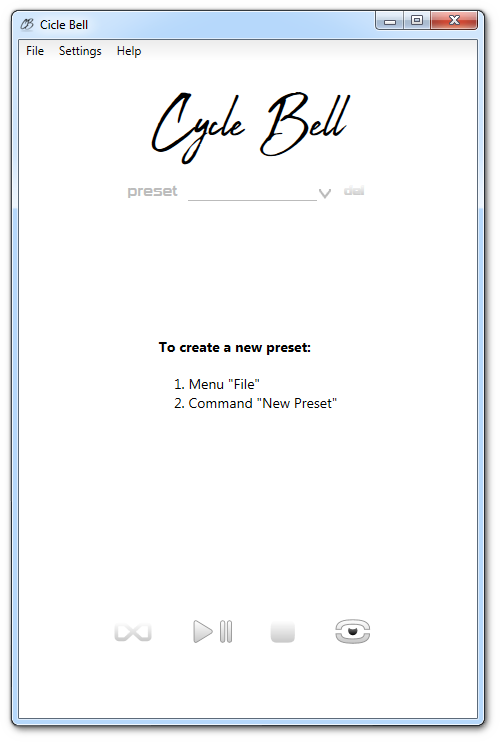 Cicle Bell
File Settings Help
Cycle Bell
preset del
To create a new preset:
1. Menu "File"
2. Command "New Preset"